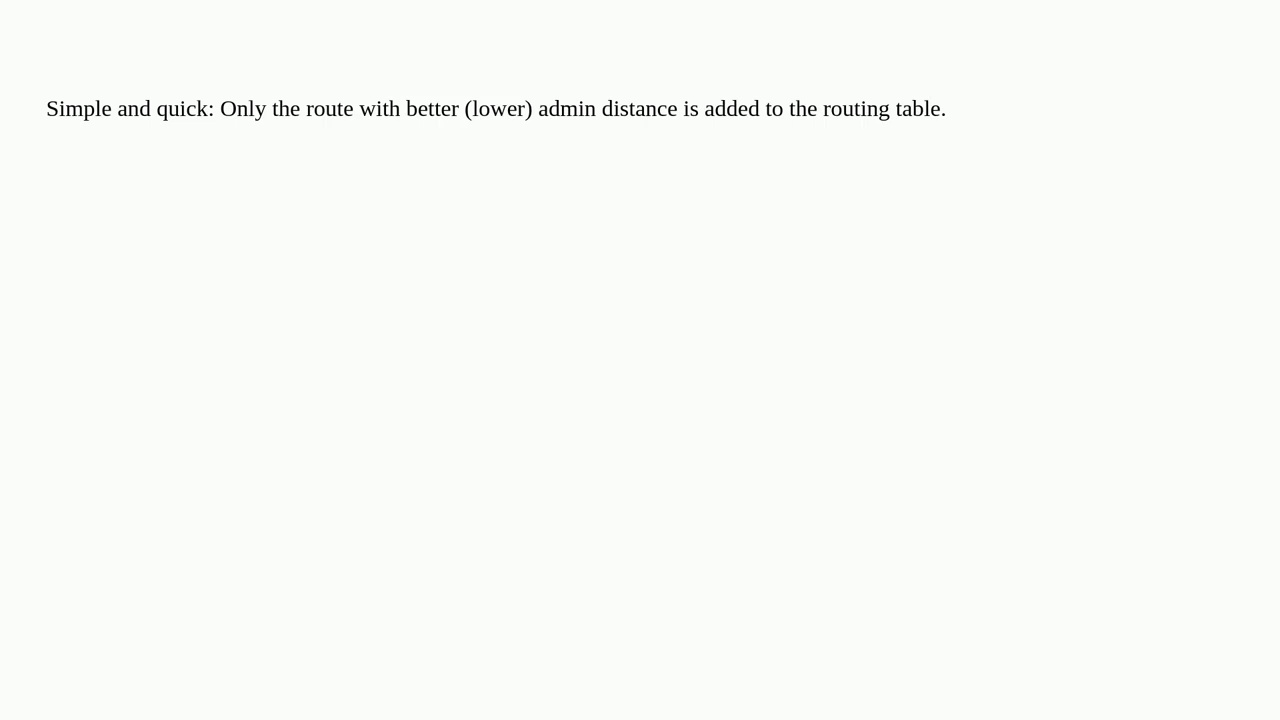 Simple and quick: Only the route with better (lower) admin distance is added to the routing table.